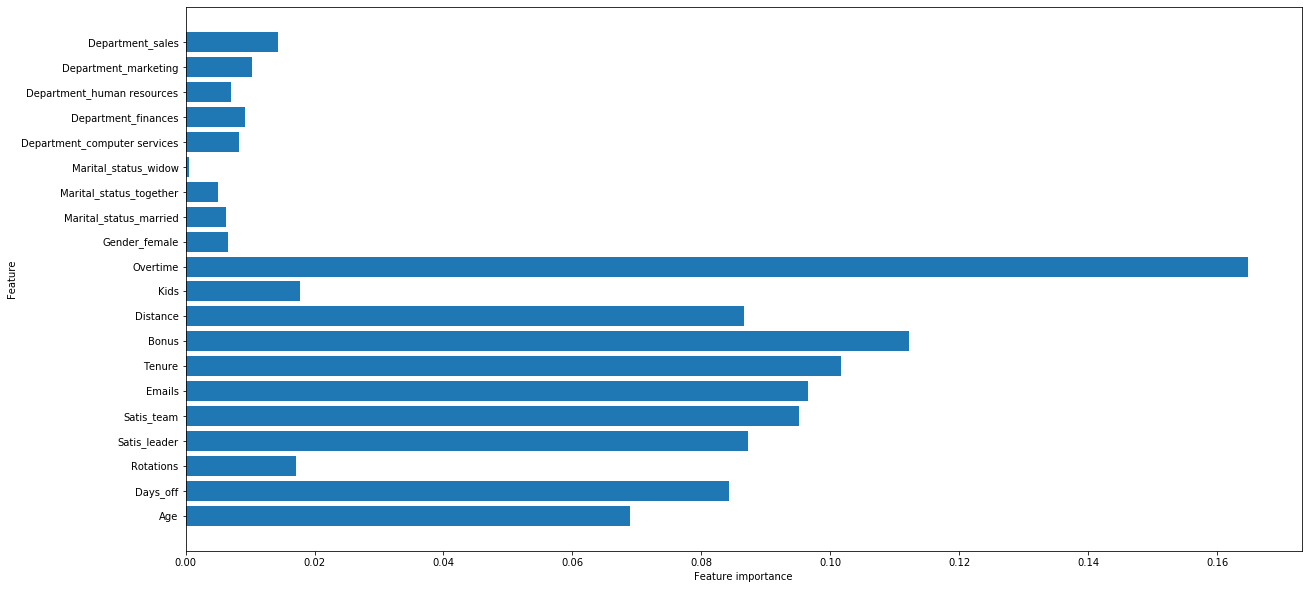 Department_sales
Department_marketing
Department_human resources
Department_finances
Department_computer services
Marital_status_widow
Marital_status_together
Marital_status_married
Gender_female
Overtime
Kids
Distance
Bonus
Tenure
Emails
Satis_team
Satis_leader
Rotations
Days_off
Age
Feature
0.00 0.02 0.04 0.06 0.08 0.10 0.12 0.14 0.16
Feature importance